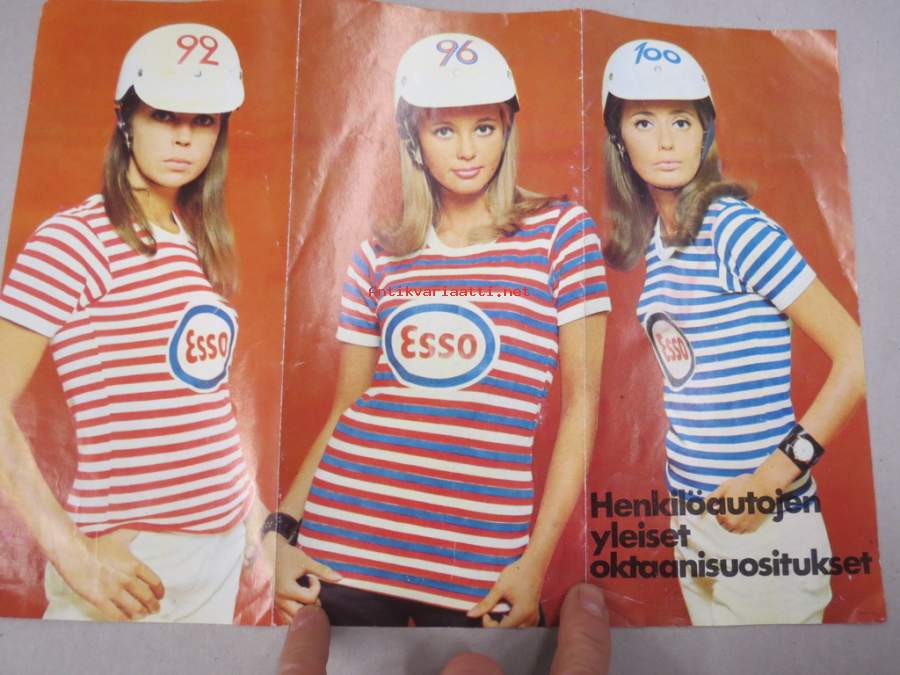 92
96
100
Antikvariaatti.net
Esso
Esso
Esso
Henkilöautojen
yleiset
oktaanisuositukset